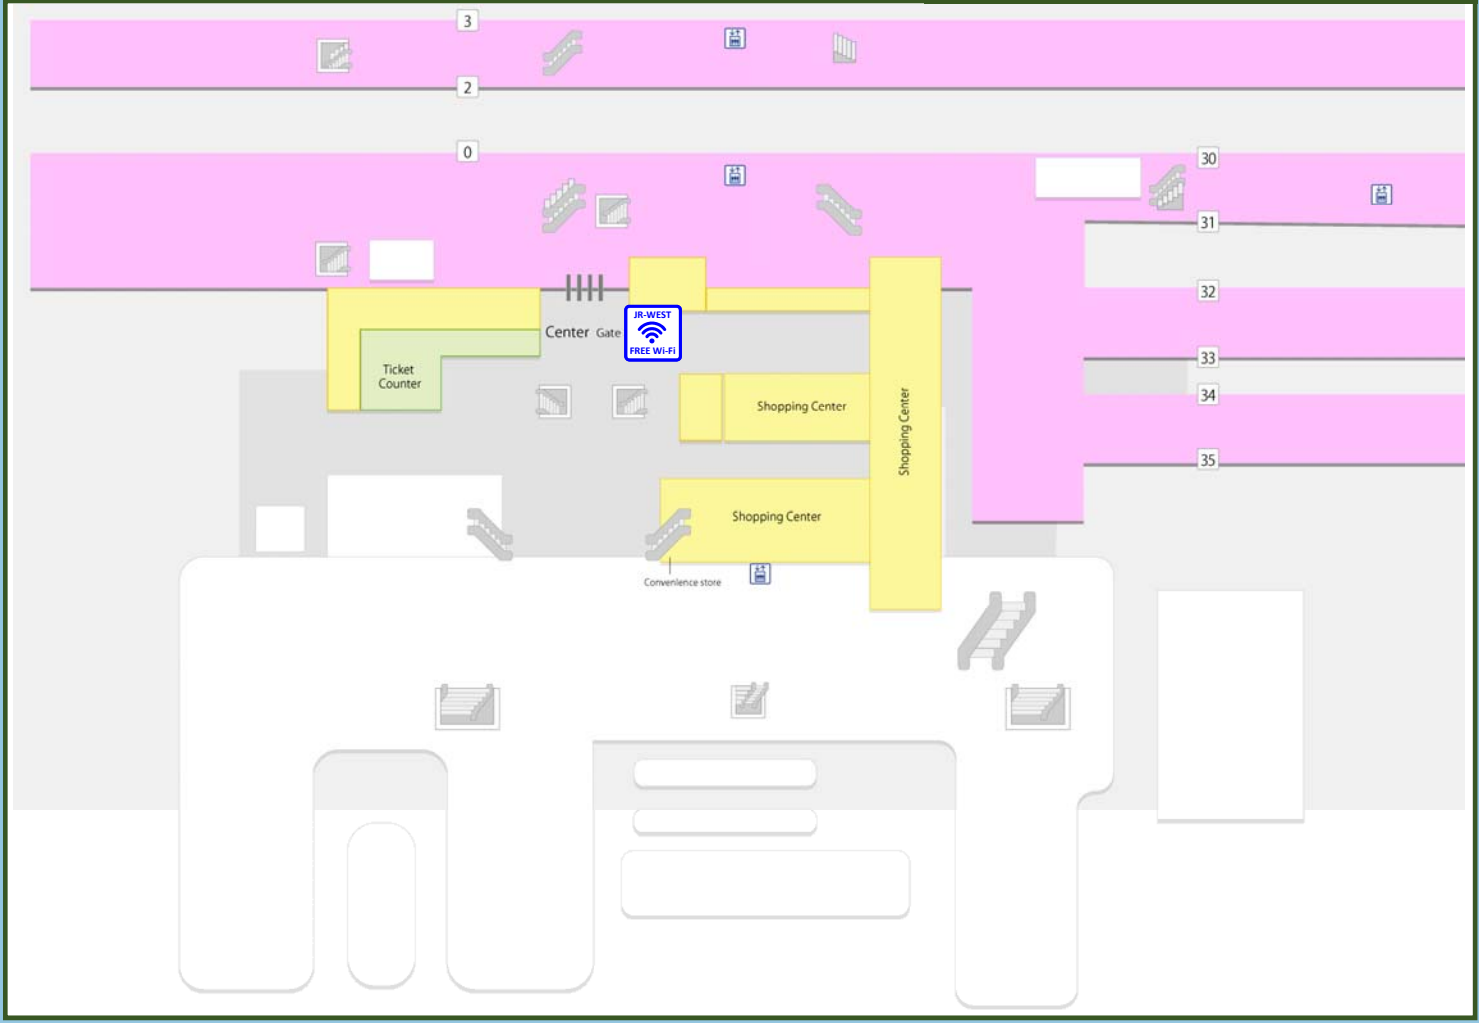 3
2
0
30
31
32
33
34
35
Center Gate
JR-WEST
FREE Wi-Fi
Ticket
Counter
Shopping Center
Shopping Center
Shopping Center
Convenience store